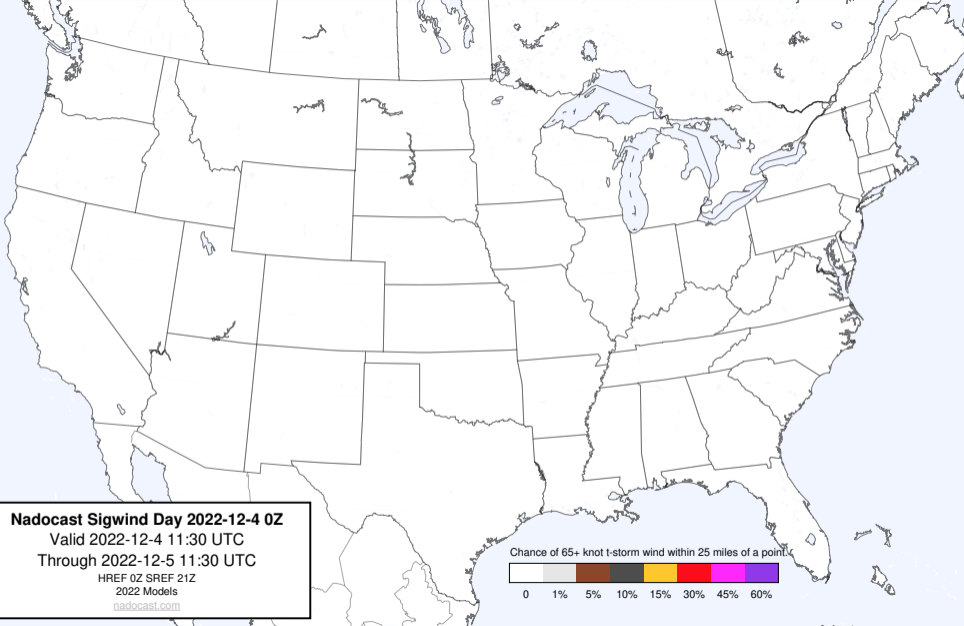 Nadocast Sigwind Day 2022-12-4 0Z
Valid 2022-12-4 11:30 UTC
Through 2022-12-5 11:30 UTC
HREF 0Z SREF 21Z
2022 Models
nadocast.com
Chance of 65+ knot t-storm wind within 25 miles of a point.
0 1% 5% 10% 15% 30% 45% 60%